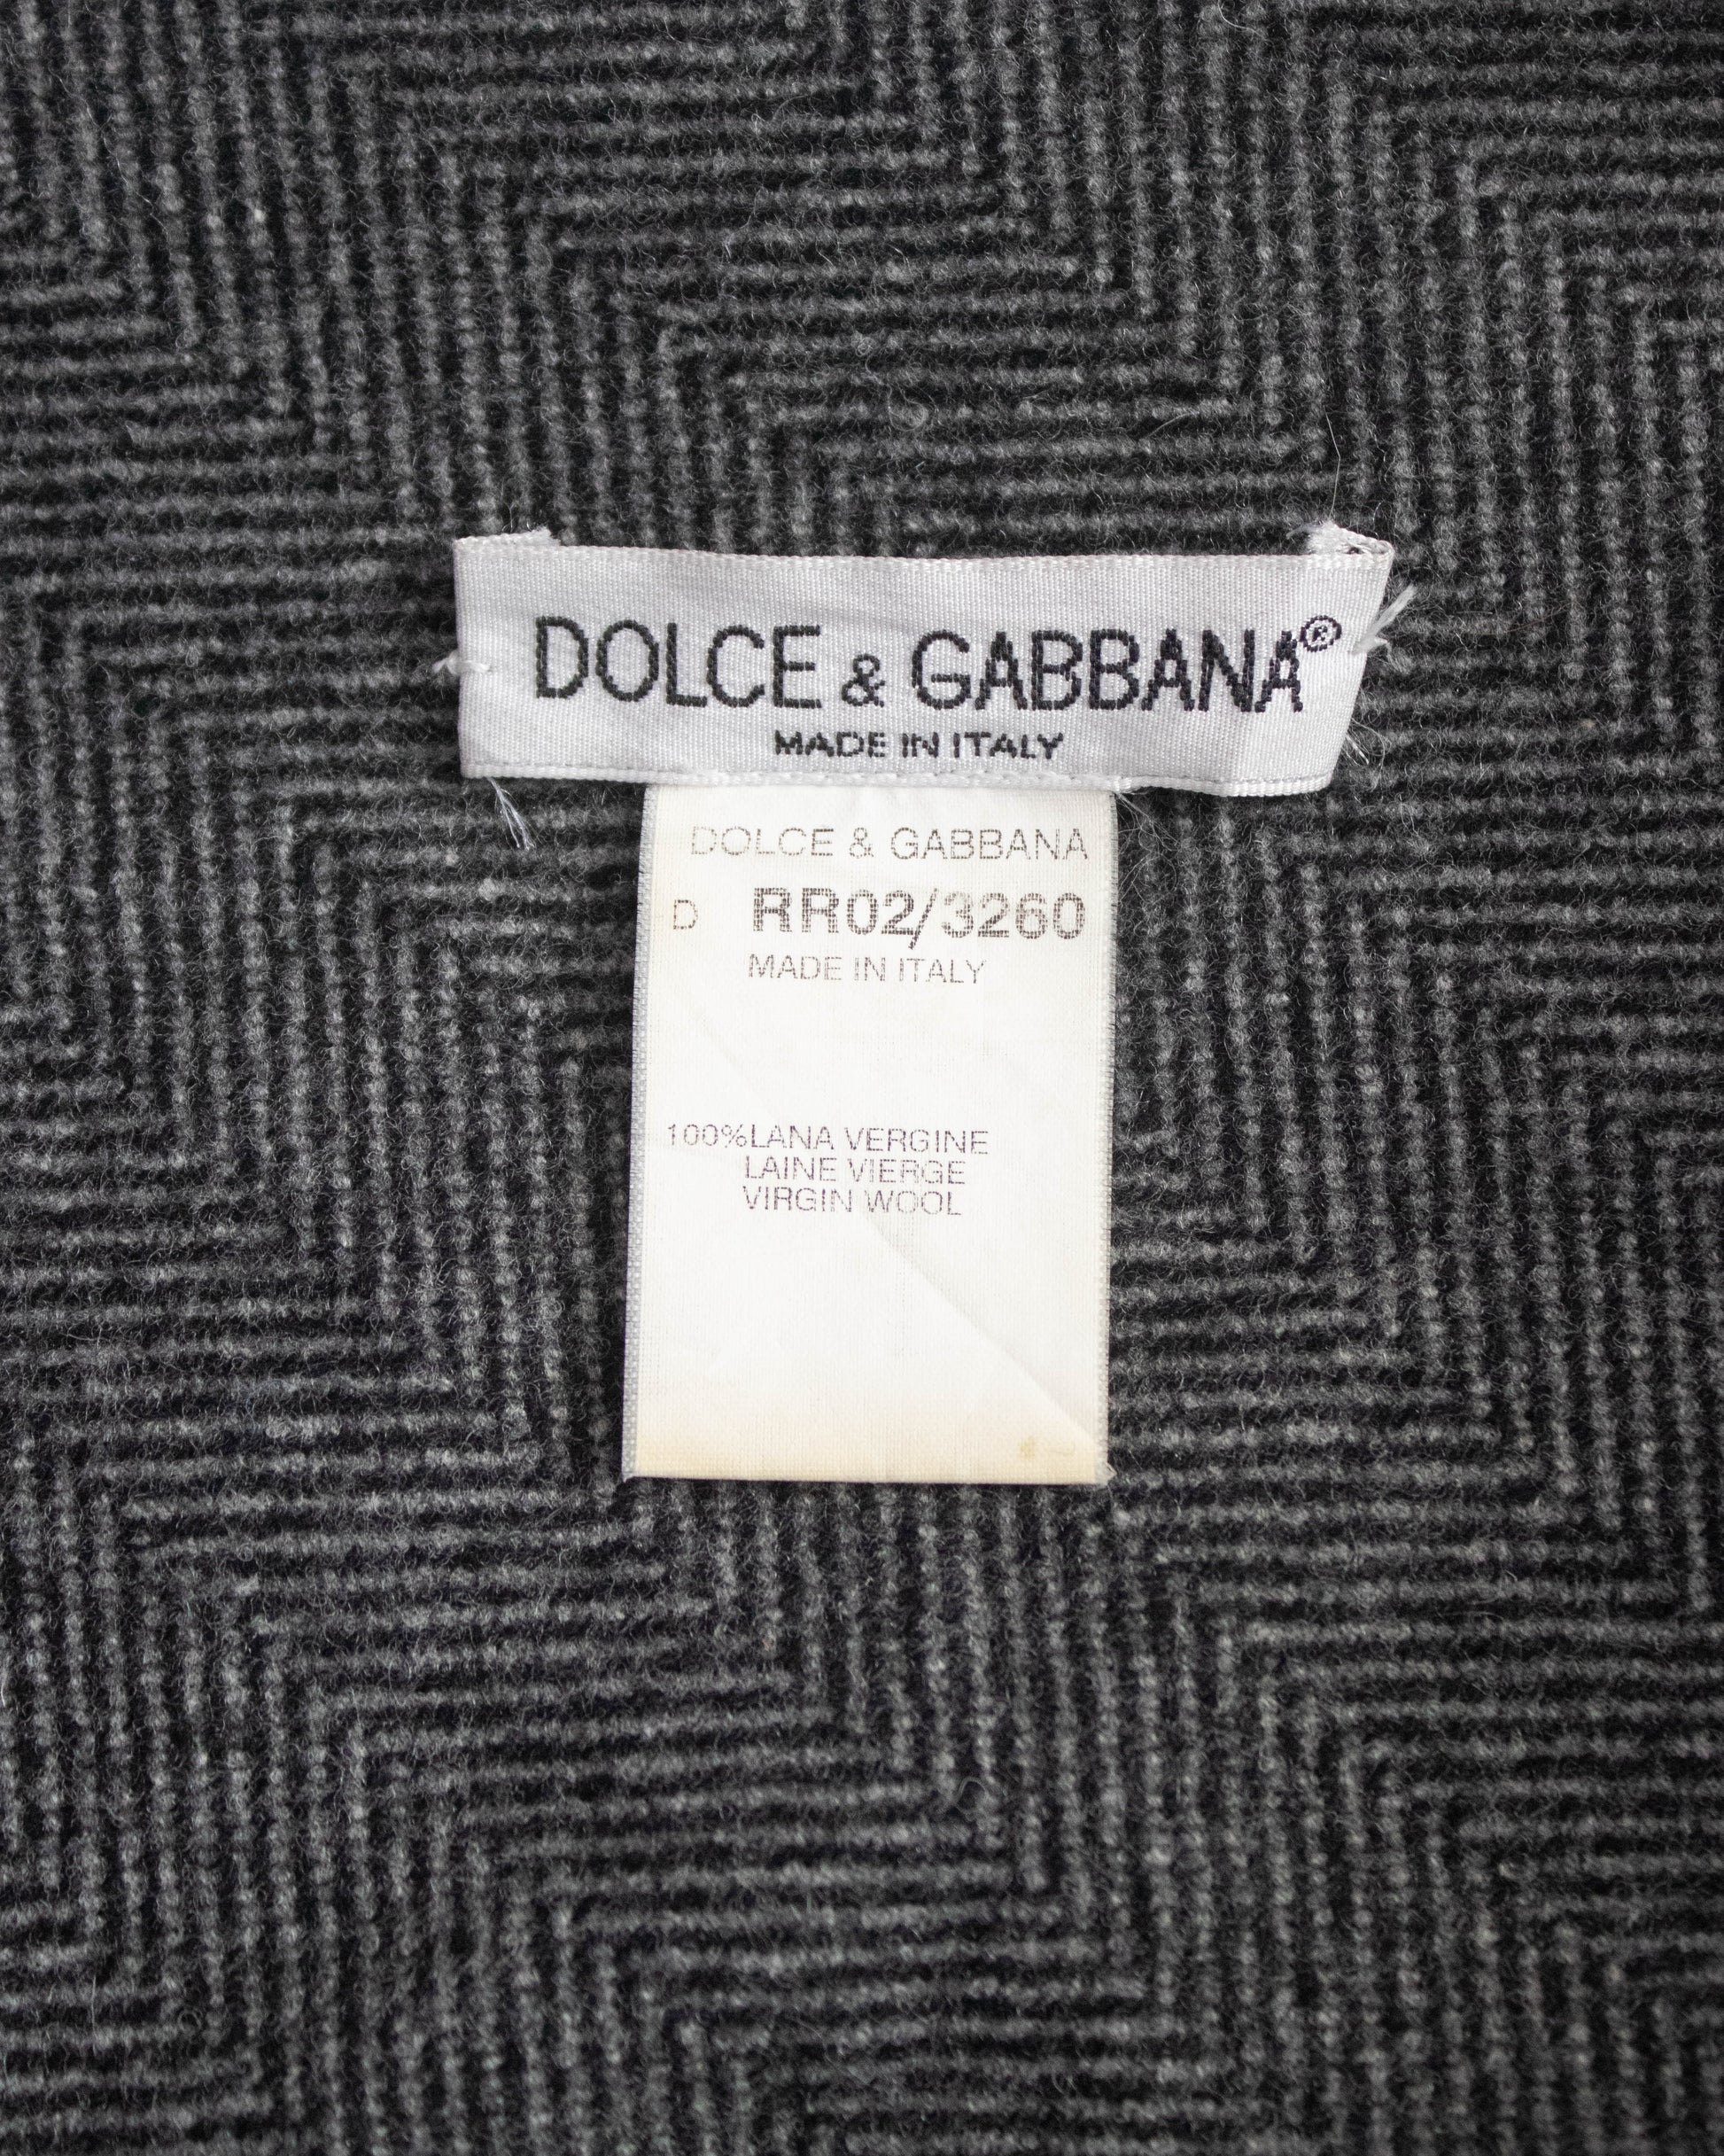 DOLCE & GABBANA®
MADE IN ITALY
DOLCE & GABBANA
D RR02/3260
MADE IN ITALY
100%LANA VERGINE
LAINE VIERGE
VIRGIN WOOL